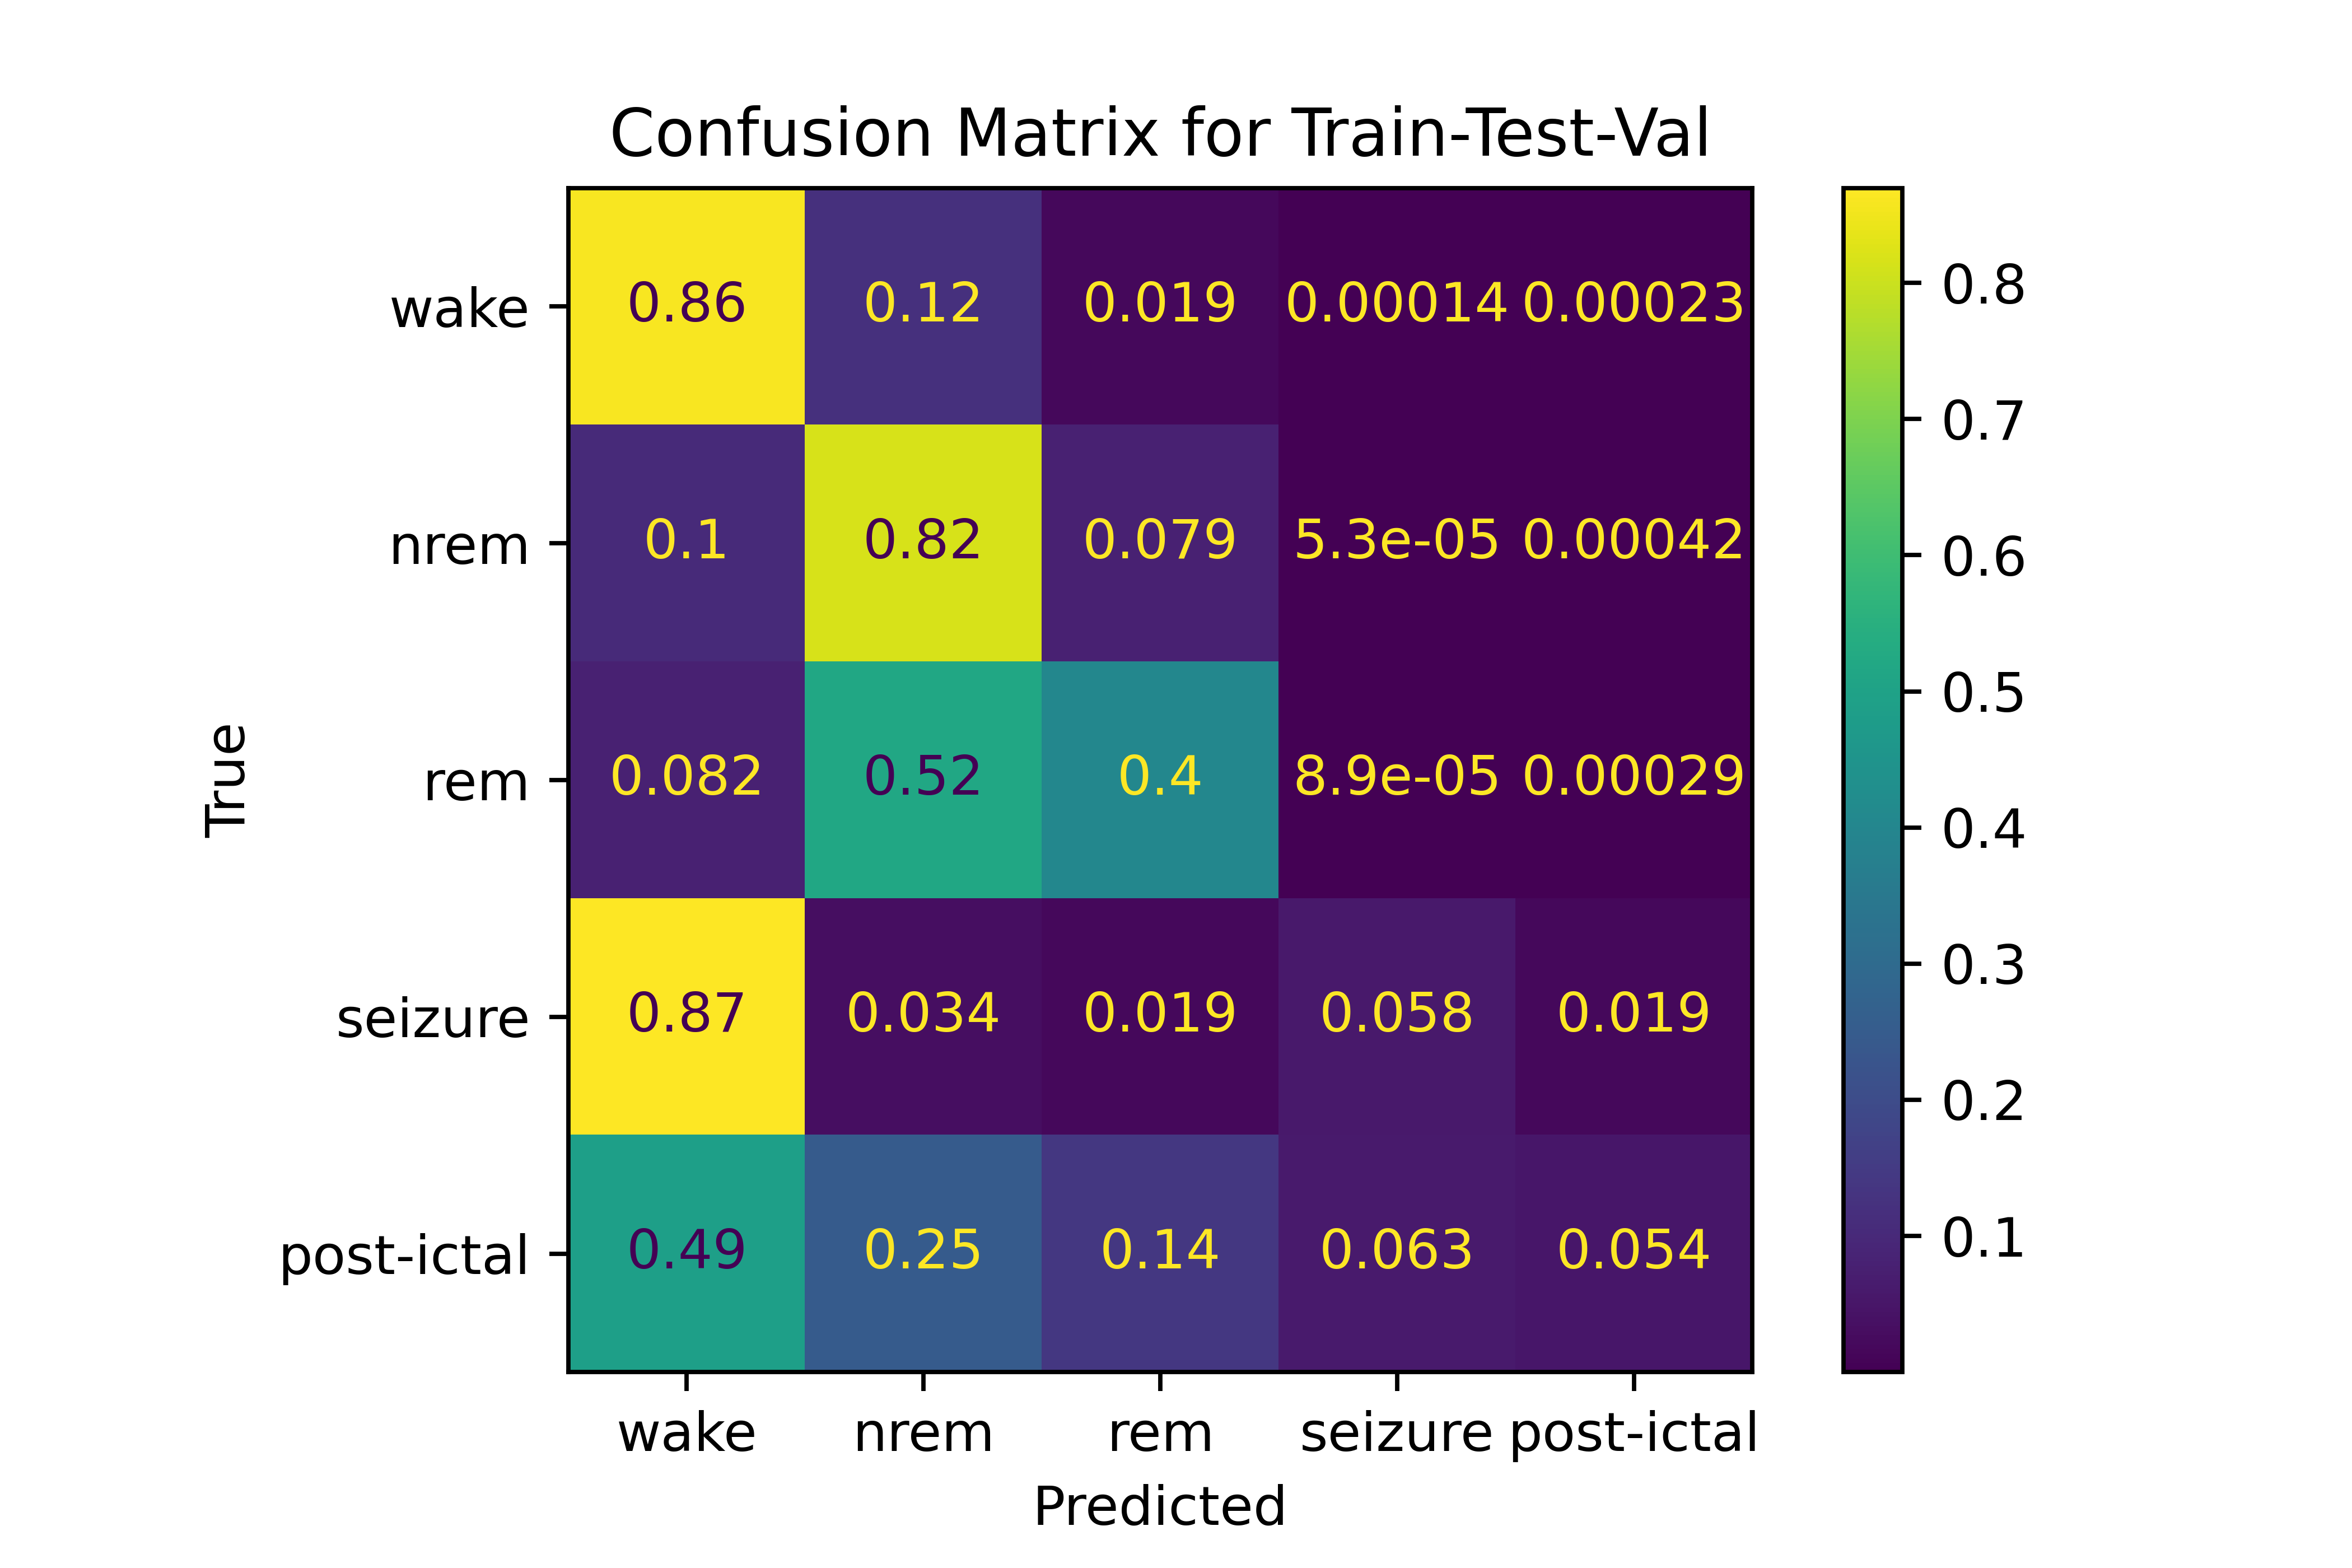 Confusion Matrix for Train-Test-Val
wake 0.86 0.12 0.019 0.00014 0.00023
nrem 0.1 0.82 0.079 5.3e-05 0.00042
rem 0.082 0.52 0.4 8.9e-05 0.00029
seizure 0.87 0.034 0.019 0.058 0.019
post-ictal 0.49 0.25 0.14 0.063 0.054
wake nrem rem seizure post-ictal
Predicted
True
0.8
0.7
0.6
0.5
0.4
0.3
0.2
0.1